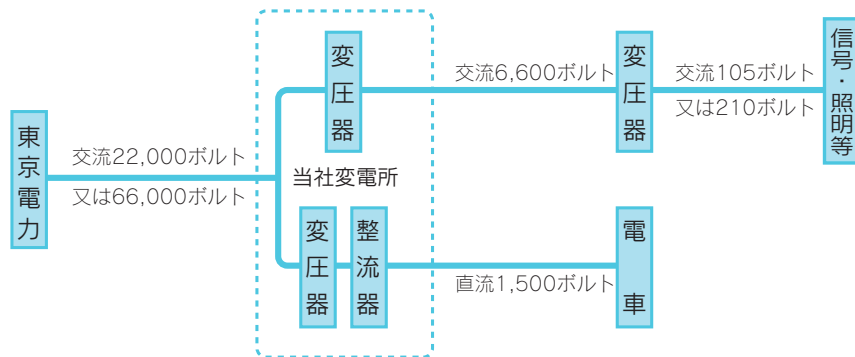 東京電力
交流22,000ボルト
又は66,000ボルト
変圧器
当社変電所
変圧器
整流器
交流6,600ボルト
直流1,500ボルト
変圧器
電車
交流105ボルト
又は210ボルト
信号・照明等